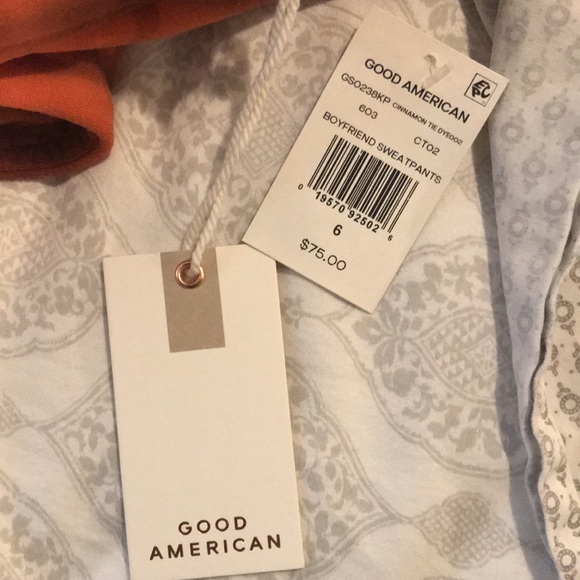 GOOD AMERICAN
GS0238KP CINNAMON TIE DYE002
603 CT02
BOYFRIEND SWEATPANTS
0 19570 92502 6
6
$75.00
GOOD
AMERICAN